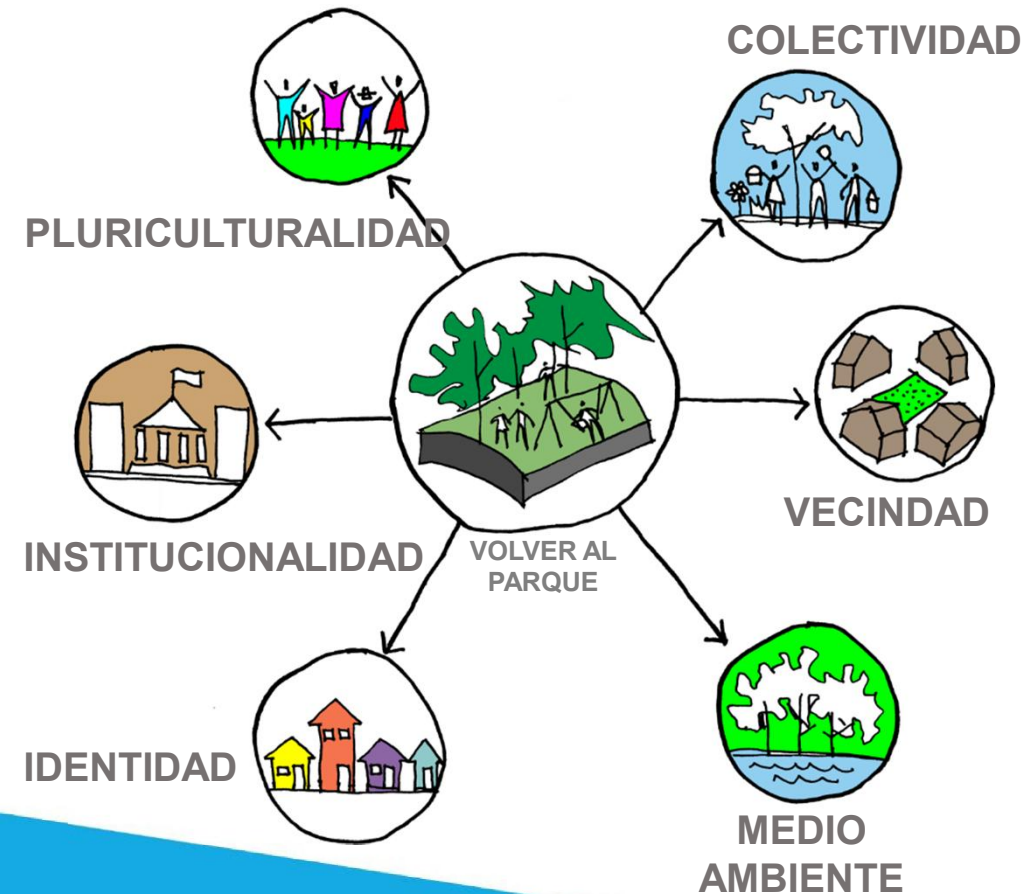 COLECTIVIDAD
PLURICULTURALIDAD
VECINDAD
INSTITUCIONALIDAD
VOLVER AL
PARQUE
IDENTIDAD
MEDIO
AMBIENTE